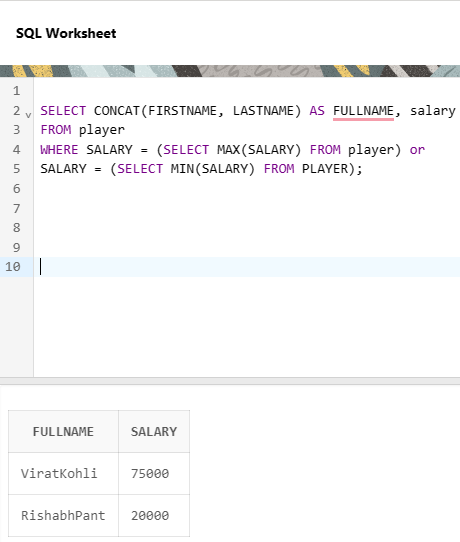 SQL Worksheet
1
2 SELECT CONCAT(FIRSTNAME, LASTNAME) AS FULLNAME, salary
3 FROM player
4 WHERE SALARY = (SELECT MAX(SALARY) FROM player) or
5 SALARY = (SELECT MIN(SALARY) FROM PLAYER);
6
7
8
9
10
FULLNAME SALARY
ViratKohli 75000
RishabhPant 20000